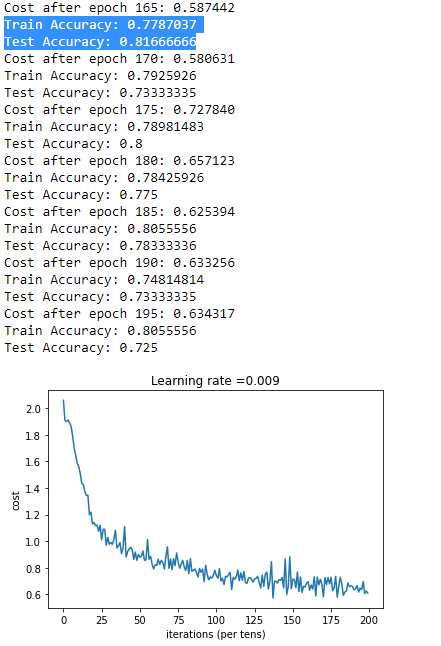 Cost after epoch 165: 0.587442
Train Accuracy: 0.7787037
Test Accuracy: 0.81666666
Cost after epoch 170: 0.580631
Train Accuracy: 0.7925926
Test Accuracy: 0.73333335
Cost after epoch 175: 0.727840
Train Accuracy: 0.78981483
Test Accuracy: 0.8
Cost after epoch 180: 0.657123
Train Accuracy: 0.78425926
Test Accuracy: 0.775
Cost after epoch 185: 0.625394
Train Accuracy: 0.8055556
Test Accuracy: 0.78333336
Cost after epoch 190: 0.633256
Train Accuracy: 0.74814814
Test Accuracy: 0.73333335
Cost after epoch 195: 0.634317
Train Accuracy: 0.8055556
Test Accuracy: 0.725
Learning rate =0.009
2.0
1.8
1.6
1.4
1.2
1.0
0.8
0.6
cost
0 25 50 75 100 125 150 175 200
iterations (per tens)